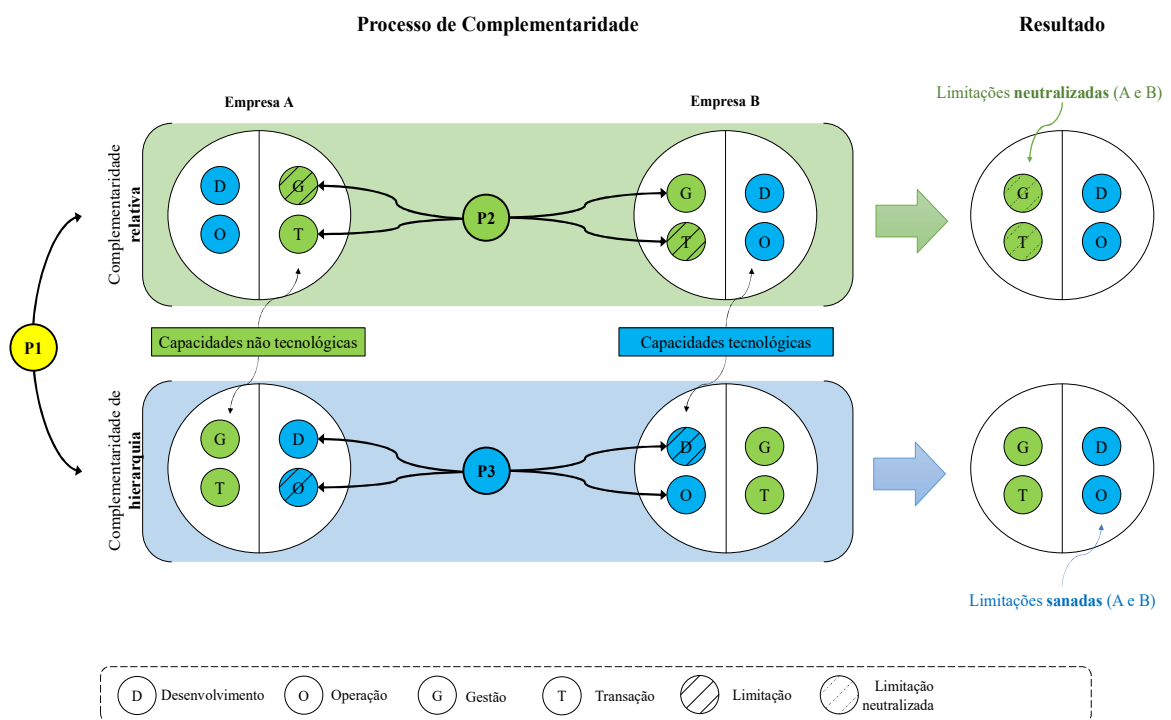 Processo de Complementaridade
Resultado
Empresa A
Empresa B
Limitações neutralizadas (A e B)
Complementaridade
relativa
D
G
O
T
P2
G
D
T
O
G
D
T
O
P1
Capacidades não tecnológicas
Capacidades tecnológicas
Complementaridade de
hierarquia
G
D
T
O
P3
D
G
O
T
G
D
T
O
Limitações sanadas (A e B)
D Desenvolvimento
O Operação
G Gestão
T Transação
Limitação
Limitação
neutralizada